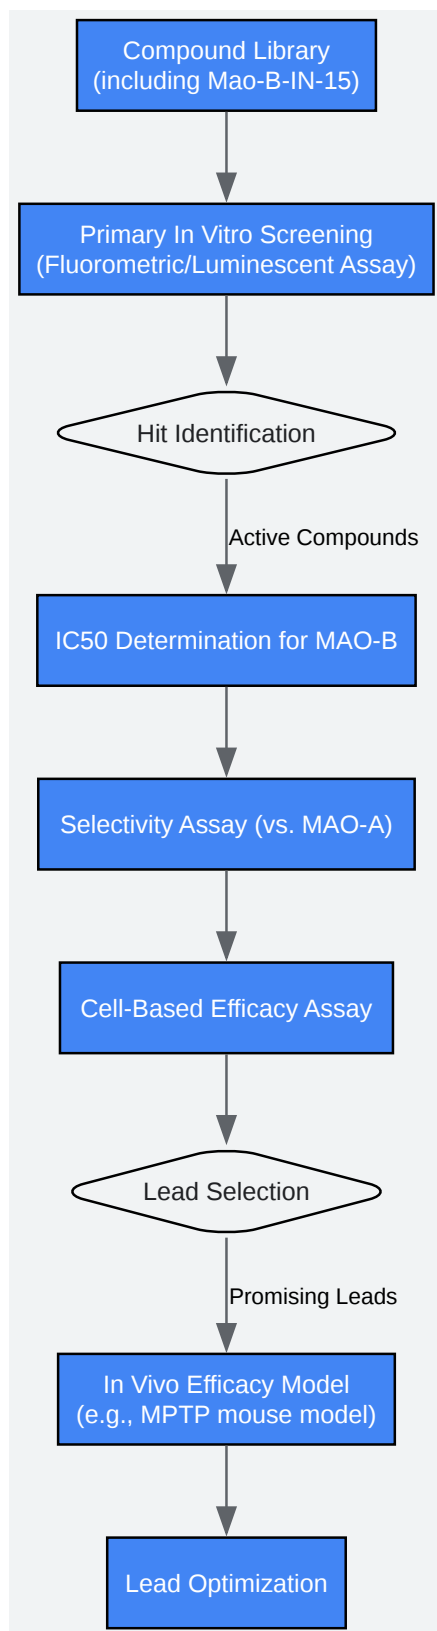 Compound Library
(including Mao-B-IN-15)
Primary In Vitro Screening
(Fluorometric/Luminescent Assay)
Hit Identification
Active Compounds
IC50 Determination for MAO-B
Selectivity Assay (vs. MAO-A)
Cell-Based Efficacy Assay
Lead Selection
Promising Leads
In Vivo Efficacy Model
(e.g., MPTP mouse model)
Lead Optimization